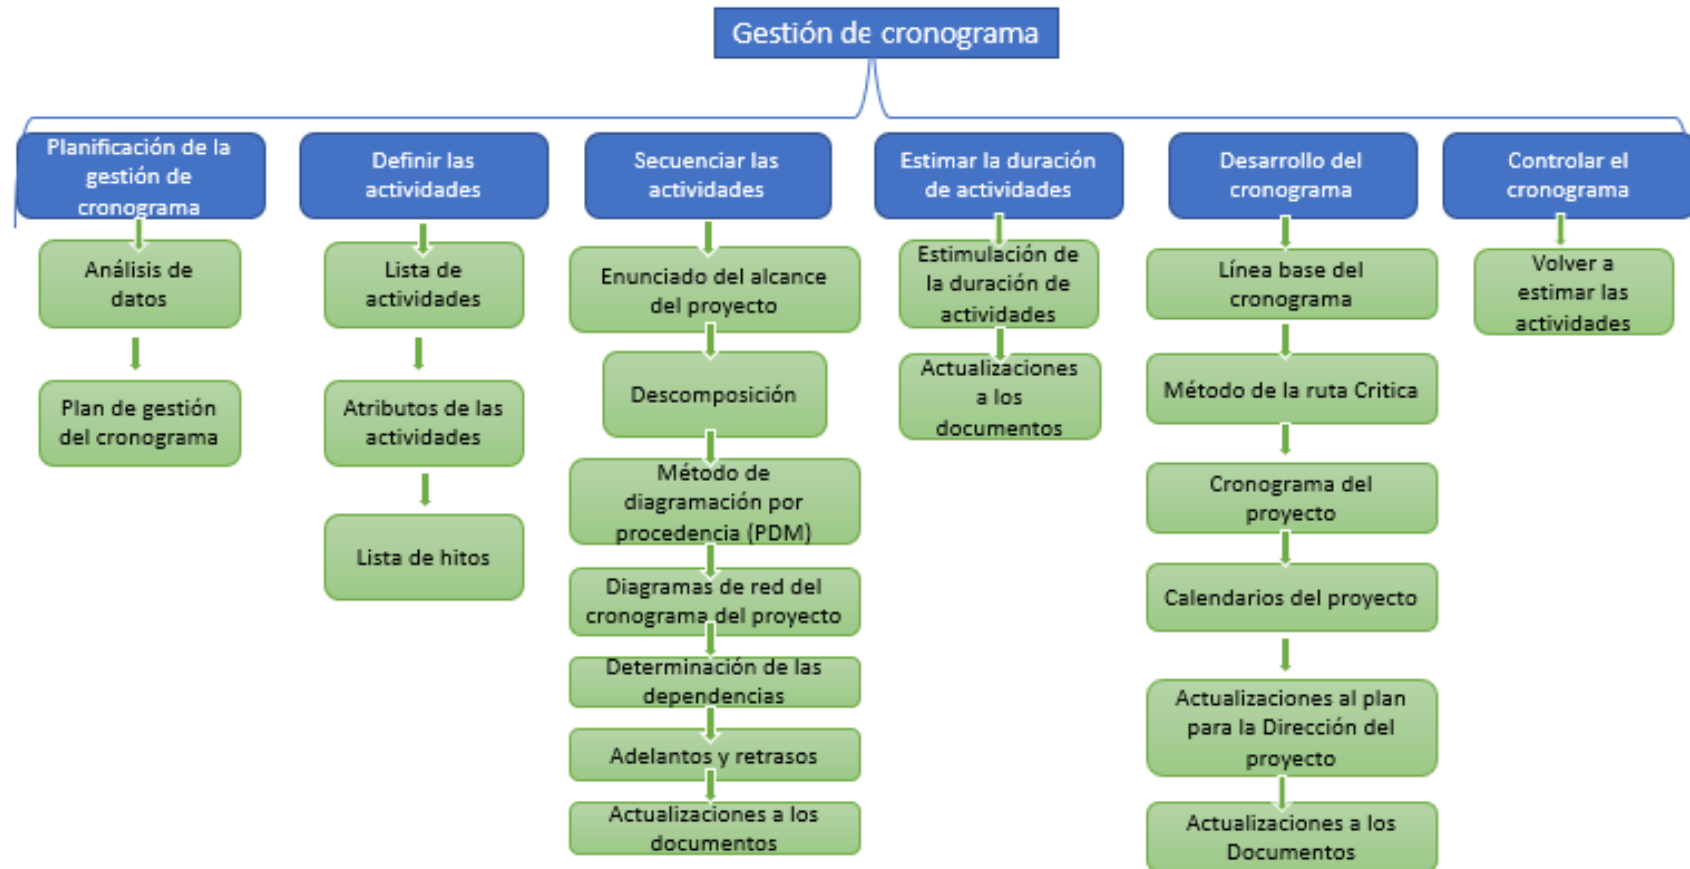 Gestión de cronograma
Planificación de la
gestión de
cronograma
Análisis de
datos
Plan de gestión
del cronograma
Definir las
actividades
Lista de
actividades
Atributos de las
actividades
Lista de hitos
Secuenciar las
actividades
Enunciado del alcance
del proyecto
Descomposición
Método de
diagramación por
procedencia (PDM)
Diagramas de red del
cronograma del proyecto
Determinación de las
dependencias
Adelantos y retrasos
Actualizaciones a los
documentos
Estimar la duración
de actividades
Estimulación de
la duración de
actividades
Actualizaciones
a los
documentos
Desarrollo del
cronograma
Línea base del
cronograma
Método de la ruta Critica
Cronograma del
proyecto
Calendarios del proyecto
Actualizaciones al plan
para la Dirección del
proyecto
Actualizaciones a los
Documentos
Controlar el
cronograma
Volver a
estimar las
actividades